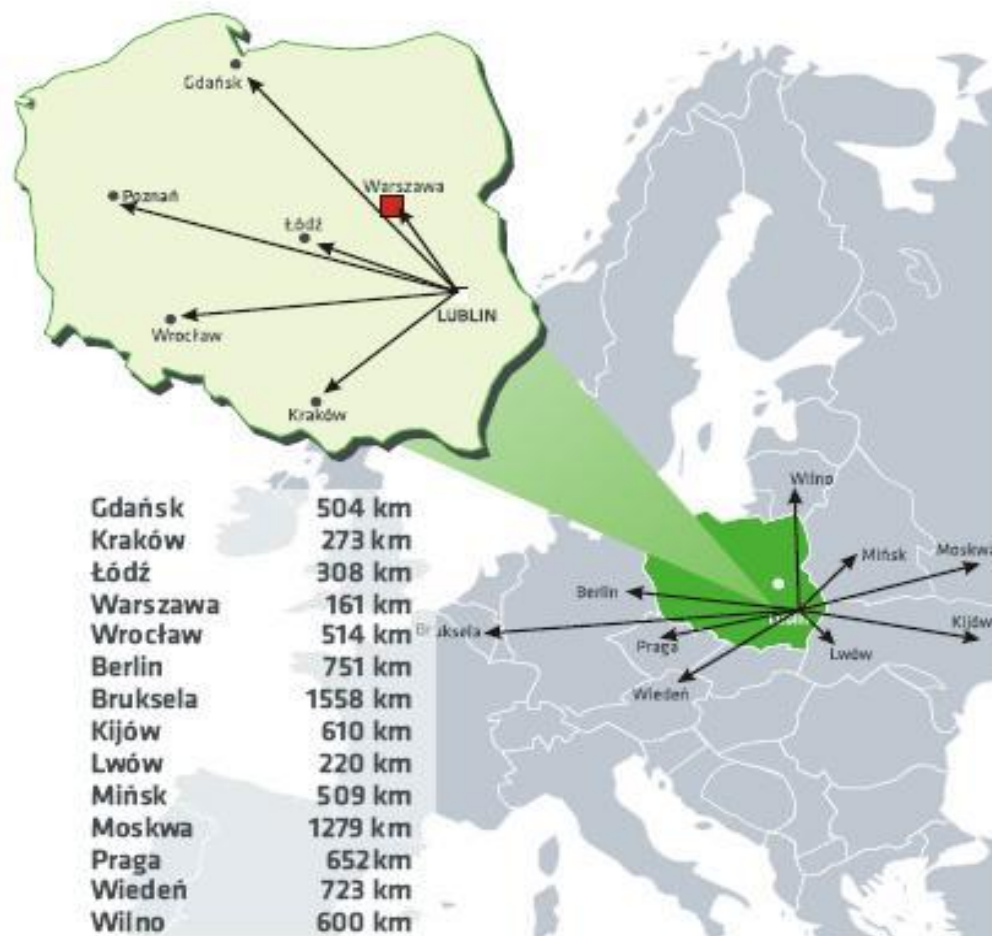 Gdańsk
Poznań
Warszawa
Łódź
LUBLIN
Wrocław
Kraków
Gdańsk 504 km
Kraków 273 km
Łódź 308 km
Warszawa 161 km
Wrocław 514 km
Berlin 751 km
Bruksela 1558 km
Kijów 610 km
Lwów 220 km
Mińsk 509 km
Moskwa 1279 km
Praga 652km
Wiedeń 723 km
Wilno 600 km
Wilno
Mińsk
Moskwa
Berlin
Bruksela
Kijów
Praga
Lwów
Wiedeń